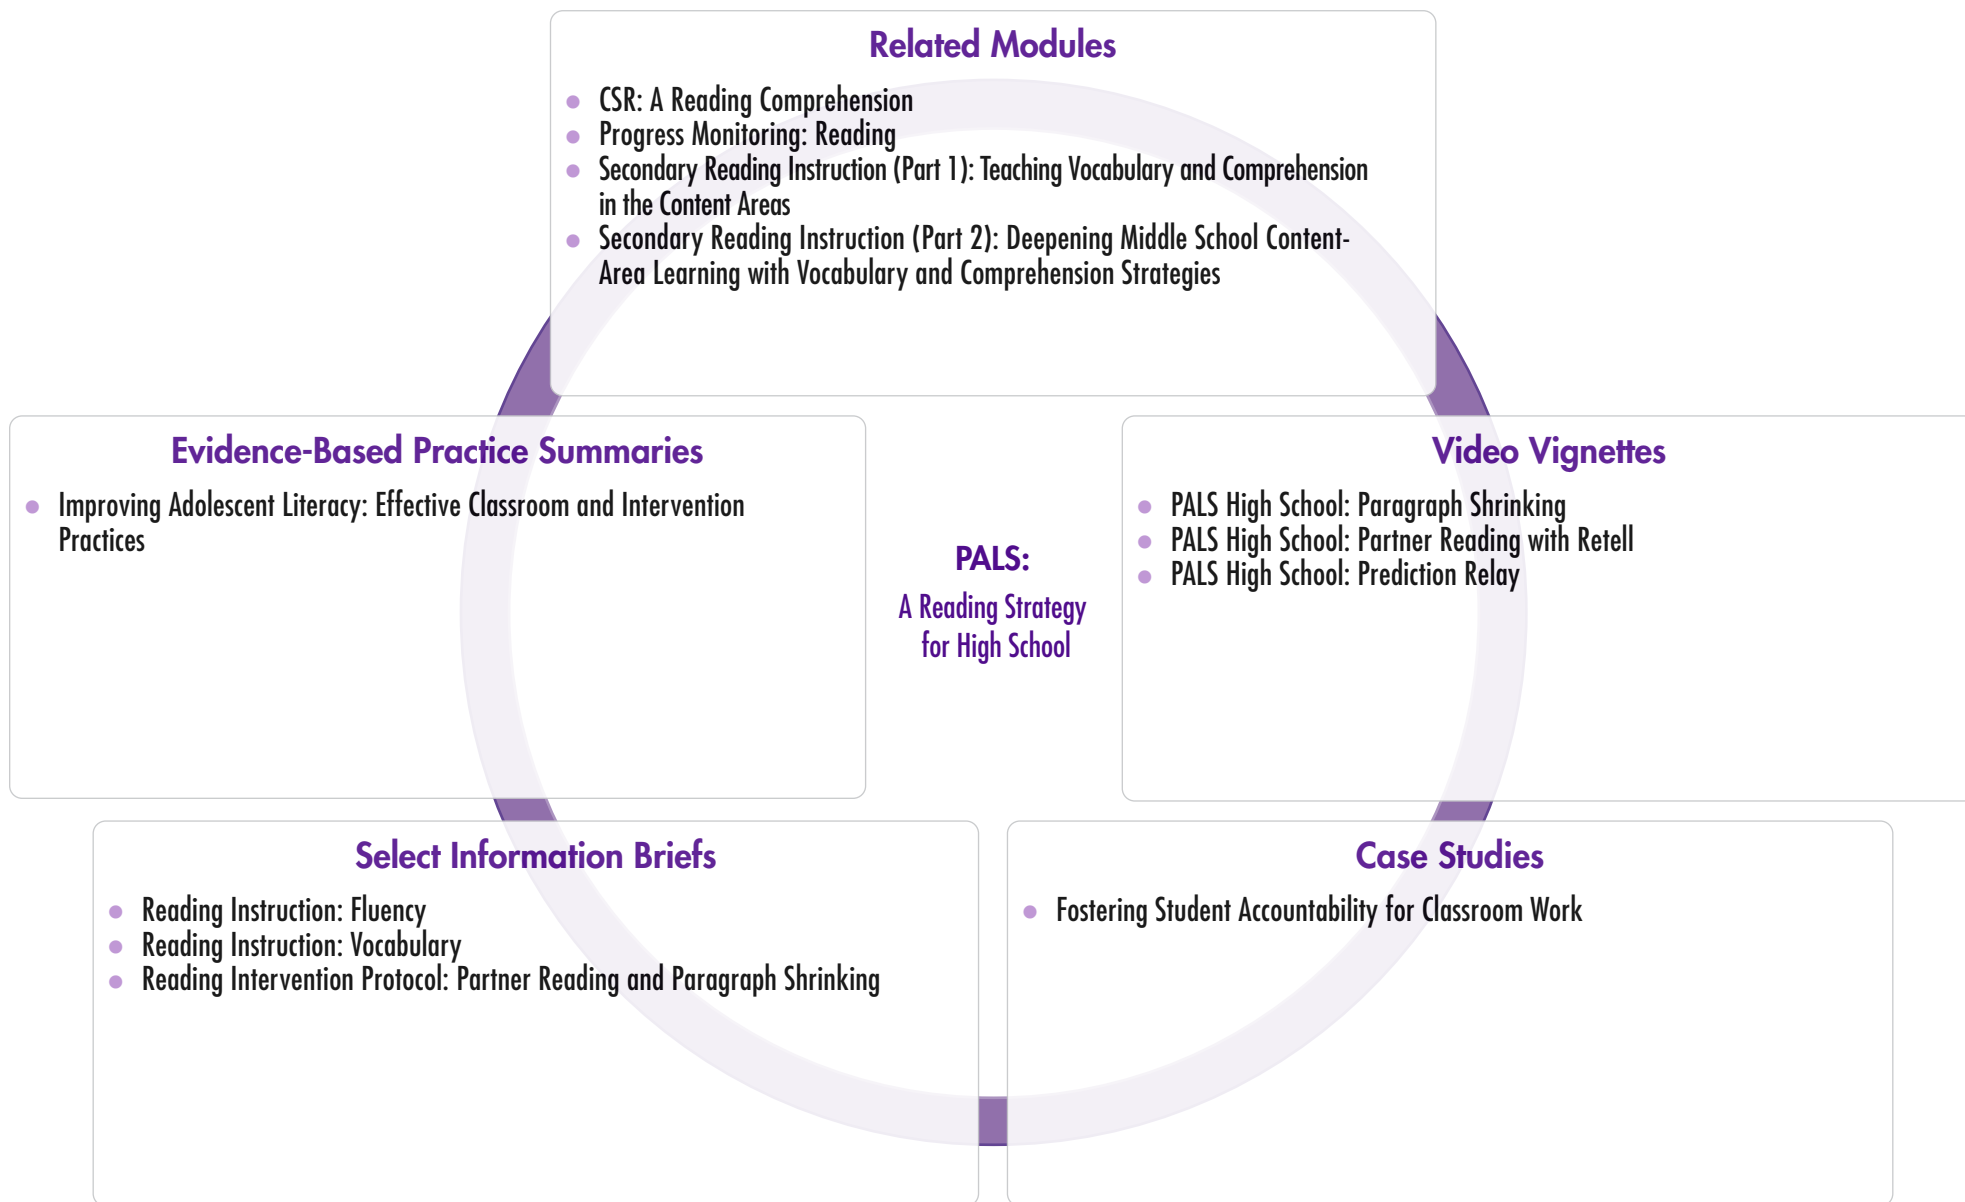 Related Modules
CSR: A Reading Comprehension
Progress Monitoring: Reading
Secondary Reading Instruction (Part 1): Teaching Vocabulary and Comprehension
in the Content Areas
Secondary Reading Instruction (Part 2): Deepening Middle School Content-
Area Learning with Vocabulary and Comprehension Strategies
Evidence-Based Practice Summaries
Improving Adolescent Literacy: Effective Classroom and Intervention
Practices
PALS:
A Reading Strategy
for High School
Video Vignettes
PALS High School: Paragraph Shrinking
PALS High School: Partner Reading with Retell
PALS High School: Prediction Relay
Select Information Briefs
Reading Instruction: Fluency
Reading Instruction: Vocabulary
Reading Intervention Protocol: Partner Reading and Paragraph Shrinking
Case Studies
Fostering Student Accountability for Classroom Work